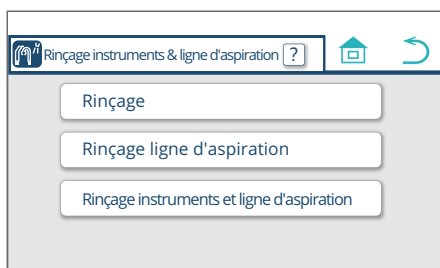 Rinçage instruments & ligne d'aspiration ?
Rinçage
Rinçage ligne d'aspiration
Rinçage instruments et ligne d'aspiration